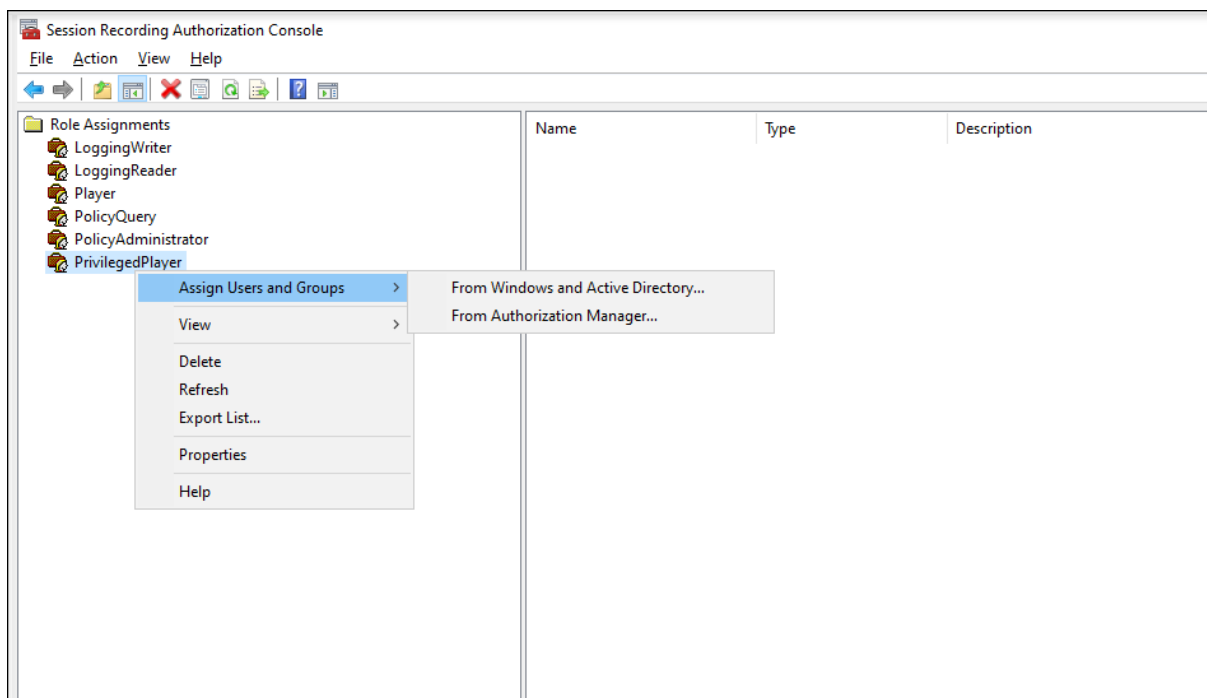 Session Recording Authorization Console
File Action View Help
Role Assignments
LoggingWriter
LoggingReader
Player
PolicyQuery
PolicyAdministrator
PrivilegedPlayer
Name Type Description
Assign Users and Groups
View
Delete
Refresh
Export List...
Properties
Help
From Windows and Active Directory...
From Authorization Manager...